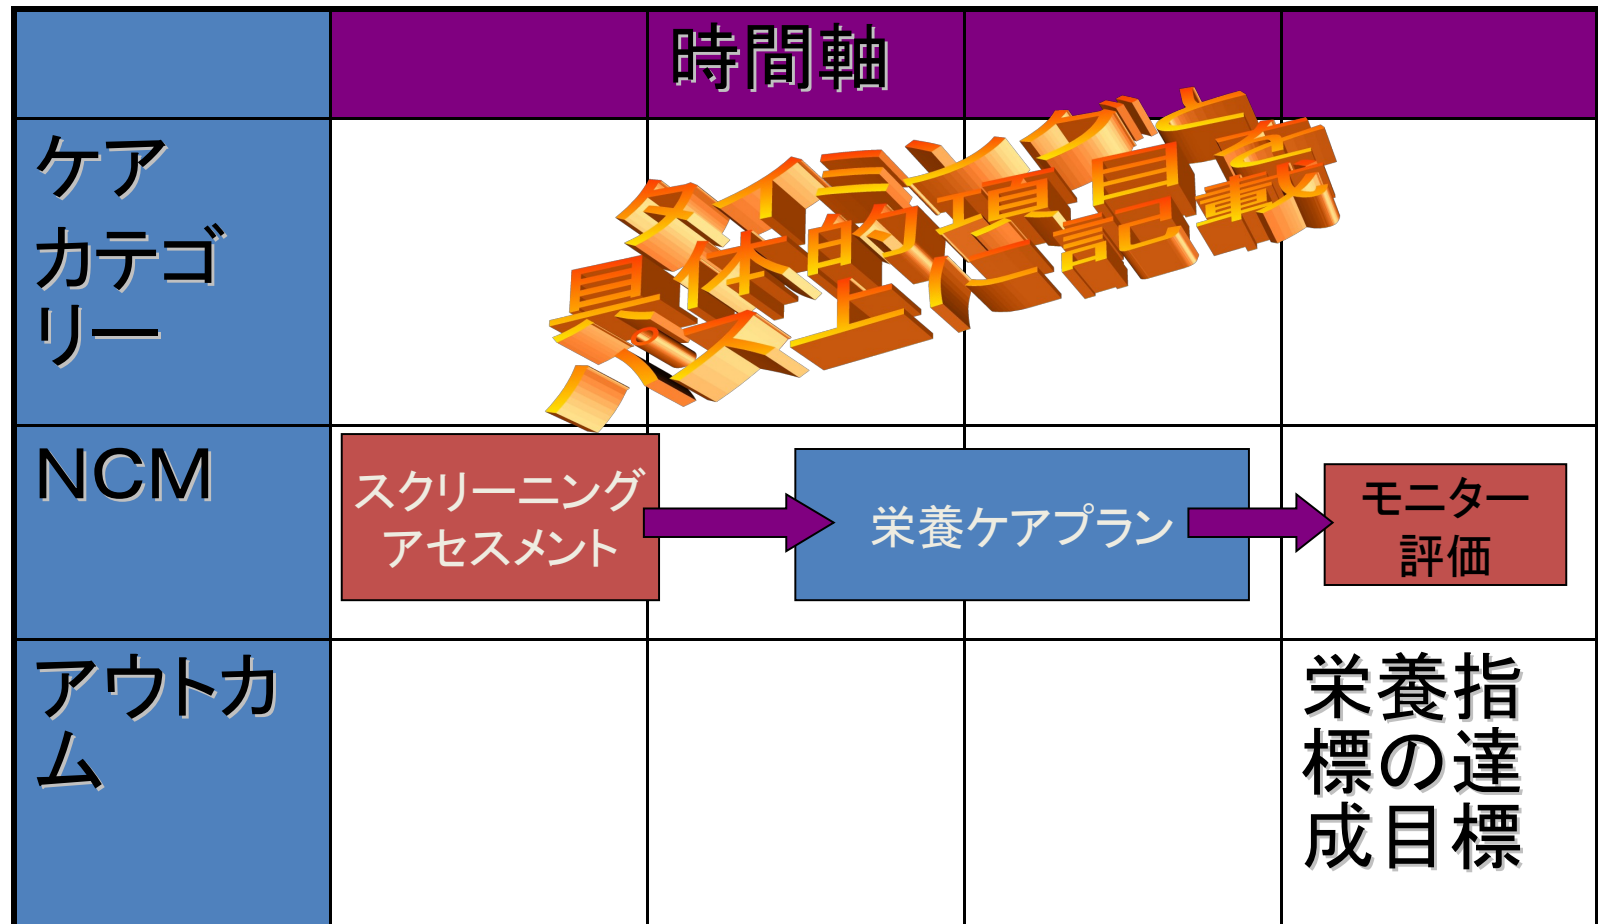 時間軸
ケア
カテゴ
リー
タイミングと
具体的項目を
パス上に記載
NCM
スクリーニング
アセスメント
栄養ケアプラン
モニター
評価
アウトカ
ム
栄養指
標の達
成目標